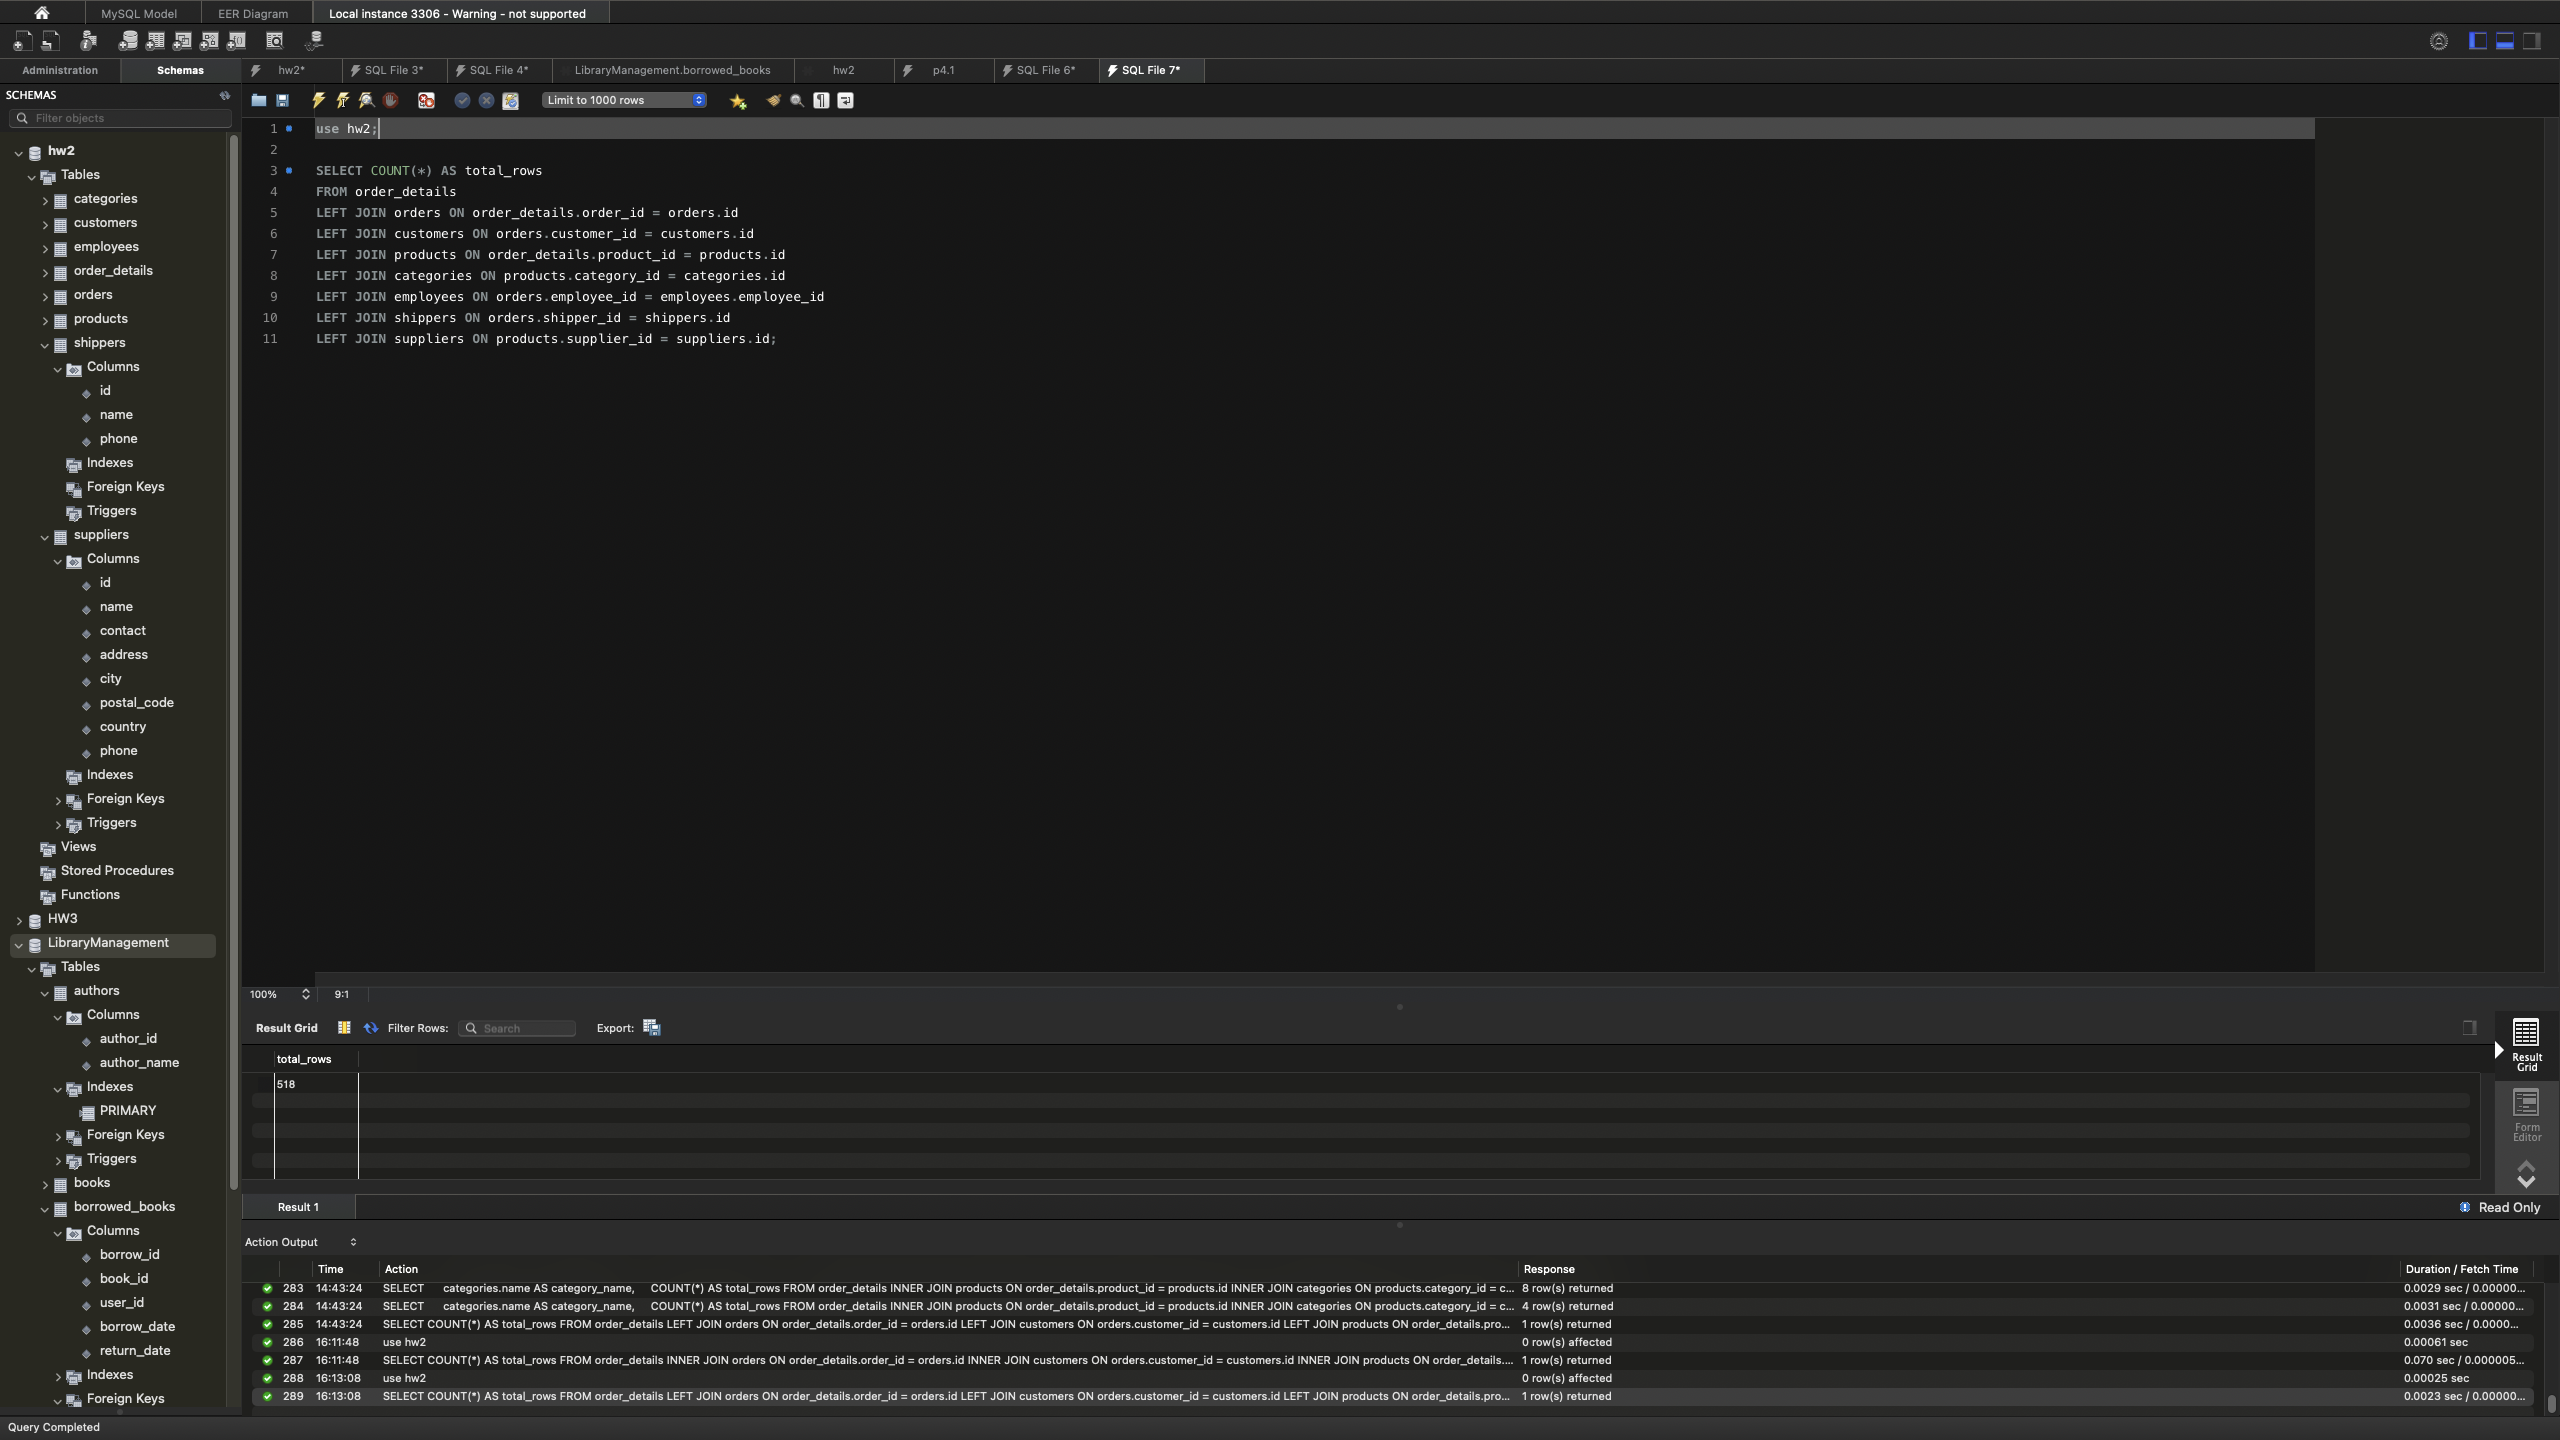 MySQL Model
EER Diagram
Local instance 3306 - Warning - not supported
Administration
Schemas
hw2*
SQL File 3*
SQL File 4*
LibraryManagement.borrowed_books
hw2
p4.1
SQL File 6*
SQL File 7*
SCHEMAS
Filter objects
Limit to 1000 rows
hw2
Tables
categories
customers
employees
order_details
orders
products
shippers
Columns
id
name
phone
Indexes
Foreign Keys
Triggers
suppliers
Columns
id
name
contact
address
city
postal_code
country
phone
Indexes
Foreign Keys
Triggers
Views
Stored Procedures
Functions
HW3
LibraryManagement
Tables
authors
Columns
author_id
author_name
Indexes
PRIMARY
Foreign Keys
Triggers
books
borrowed_books
Columns
borrow_id
book_id
user_id
borrow_date
return_date
Indexes
Foreign Keys
1 use hw2;
2
3 SELECT COUNT(*) AS total_rows
4 FROM order_details
5 LEFT JOIN orders ON order_details.order_id = orders.id
6 LEFT JOIN customers ON orders.customer_id = customers.id
7 LEFT JOIN products ON order_details.product_id = products.id
8 LEFT JOIN categories ON products.category_id = categories.id
9 LEFT JOIN employees ON orders.employee_id = employees.employee_id
10 LEFT JOIN shippers ON orders.shipper_id = shippers.id
11 LEFT JOIN suppliers ON products.supplier_id = suppliers.id;
100% 9:1
Result Grid Filter Rows: Search Export:
total_rows
518
Result Grid
Form Editor
Result 1
Read Only
Action Output
Time Action Response Duration / Fetch Time
283 14:43:24 SELECT categories.name AS category_name, COUNT(*) AS total_rows FROM order_details INNER JOIN products ON order_details.product_id = products.id INNER JOIN categories ON products.category_id = c... 8 row(s) returned 0.0029 sec / 0.00000...
284 14:43:24 SELECT categories.name AS category_name, COUNT(*) AS total_rows FROM order_details INNER JOIN products ON order_details.product_id = products.id INNER JOIN categories ON products.category_id = c... 4 row(s) returned 0.0031 sec / 0.00000...
285 14:43:24 SELECT COUNT(*) AS total_rows FROM order_details LEFT JOIN orders ON order_details.order_id = orders.id LEFT JOIN customers ON orders.customer_id = customers.id LEFT JOIN products ON order_details.pro... 1 row(s) returned 0.0036 sec / 0.0000...
286 16:11:48 use hw2 0 row(s) affected 0.00061 sec
287 16:11:48 SELECT COUNT(*) AS total_rows FROM order_details INNER JOIN orders ON order_details.order_id = orders.id INNER JOIN customers ON orders.customer_id = customers.id INNER JOIN products ON order_details.... 1 row(s) returned 0.070 sec / 0.000005...
288 16:13:08 use hw2 0 row(s) affected 0.00025 sec
289 16:13:08 SELECT COUNT(*) AS total_rows FROM order_details LEFT JOIN orders ON order_details.order_id = orders.id LEFT JOIN customers ON orders.customer_id = customers.id LEFT JOIN products ON order_details.pro... 1 row(s) returned 0.0023 sec / 0.00000...
Query Completed